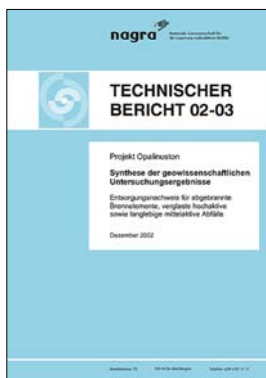 nagra
Nationale Genossenschaft für
die Lagerung radioaktiver Abfälle
TECHNISCHER
BERICHT 02-03
Projekt Opalinuston
Synthese der geowissenschaftlichen
Untersuchungsergebnisse
Entsorgungsnachweis für abgebrannte
Brennelemente, verglaste hochaktive
sowie langlebige mittelaktive Abfälle
Dezember 2002